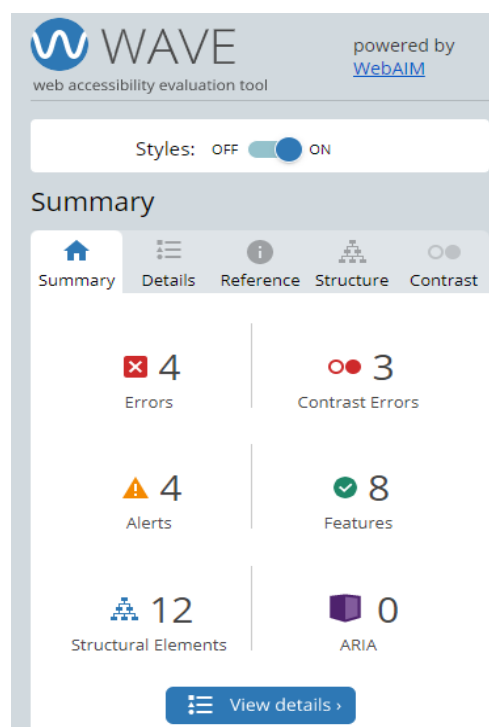 WAVE
web accessibility evaluation tool
powered by
WebAIM
Styles: OFF ON
Summary
Summary Details Reference Structure Contrast
4
Errors
3
Contrast Errors
4
Alerts
8
Features
12
Structural Elements
0
ARIA
View details ›